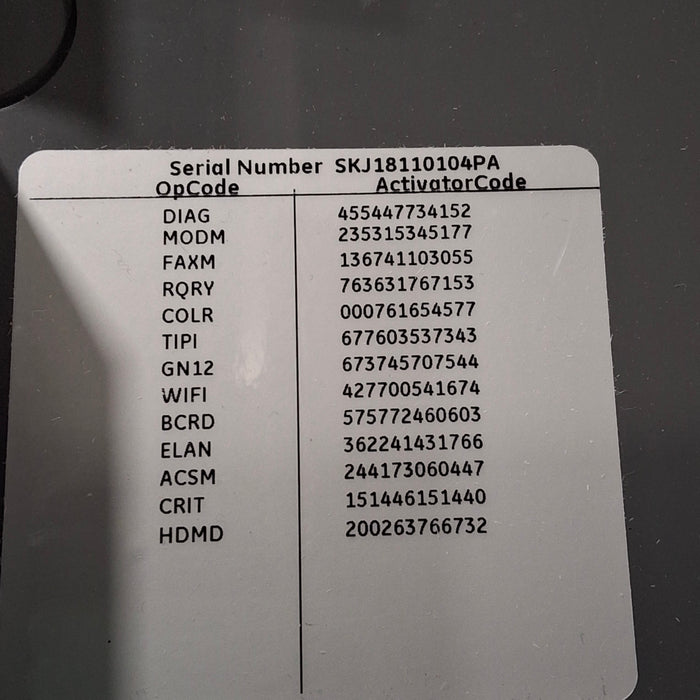 Serial Number SKJ18110104PA
OpCode ActivatorCode
DIAG 455447734152
MODM 235315345177
FAXM 136741103055
RQRY 763631767153
COLR 000761654577
TIPI 677603537343
GN12 673745707544
WIFI 427700541674
BCRD 575772460603
ELAN 362241431766
ACSM 244173060447
CRIT 151446151440
HDMD 200263766732